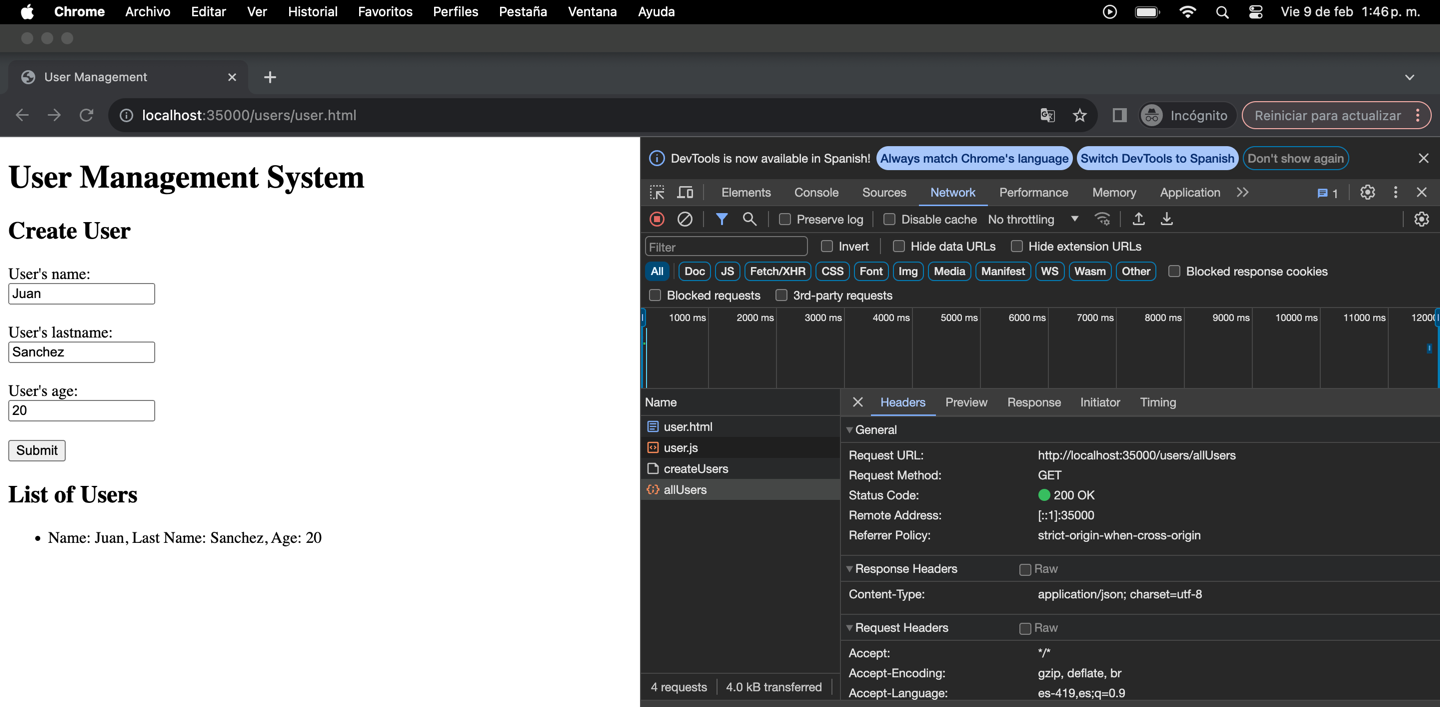 Chrome Archivo Editar Ver Historial Favoritos Perfiles Pestaña Ventana Ayuda Vie 9 de feb 1:46 p. m.
User Management
localhost:35000/users/user.html Incógnito Reiniciar para actualizar
User Management System
Create User
User's name:
Juan
User's lastname:
Sanchez
User's age:
20
Submit
List of Users
• Name: Juan, Last Name: Sanchez, Age: 20
DevTools is now available in Spanish! Always match Chrome's language Switch DevTools to Spanish Don't show again
Elements Console Sources Network Performance Memory Application 1
Preserve log Disable cache No throttling
Filter Invert Hide data URLs Hide extension URLs
All Doc JS Fetch/XHR CSS Font Img Media Manifest WS Wasm Other Blocked response cookies
Blocked requests 3rd-party requests
1000 ms 2000 ms 3000 ms 4000 ms 5000 ms 6000 ms 7000 ms 8000 ms 9000 ms 10000 ms 11000 ms
Name
user.html
user.js
createUsers
allUsers
4 requests 4.0 kB transferred
Headers Preview Response Initiator Timing
General
Request URL: http://localhost:35000/users/allUsers
Request Method: GET
Status Code: 200 OK
Remote Address: [::1]:35000
Referrer Policy: strict-origin-when-cross-origin
Response Headers Raw
Content-Type: application/json; charset=utf-8
Request Headers Raw
Accept: */*
Accept-Encoding: gzip, deflate, br
Accept-Language: es-419,es;q=0.9